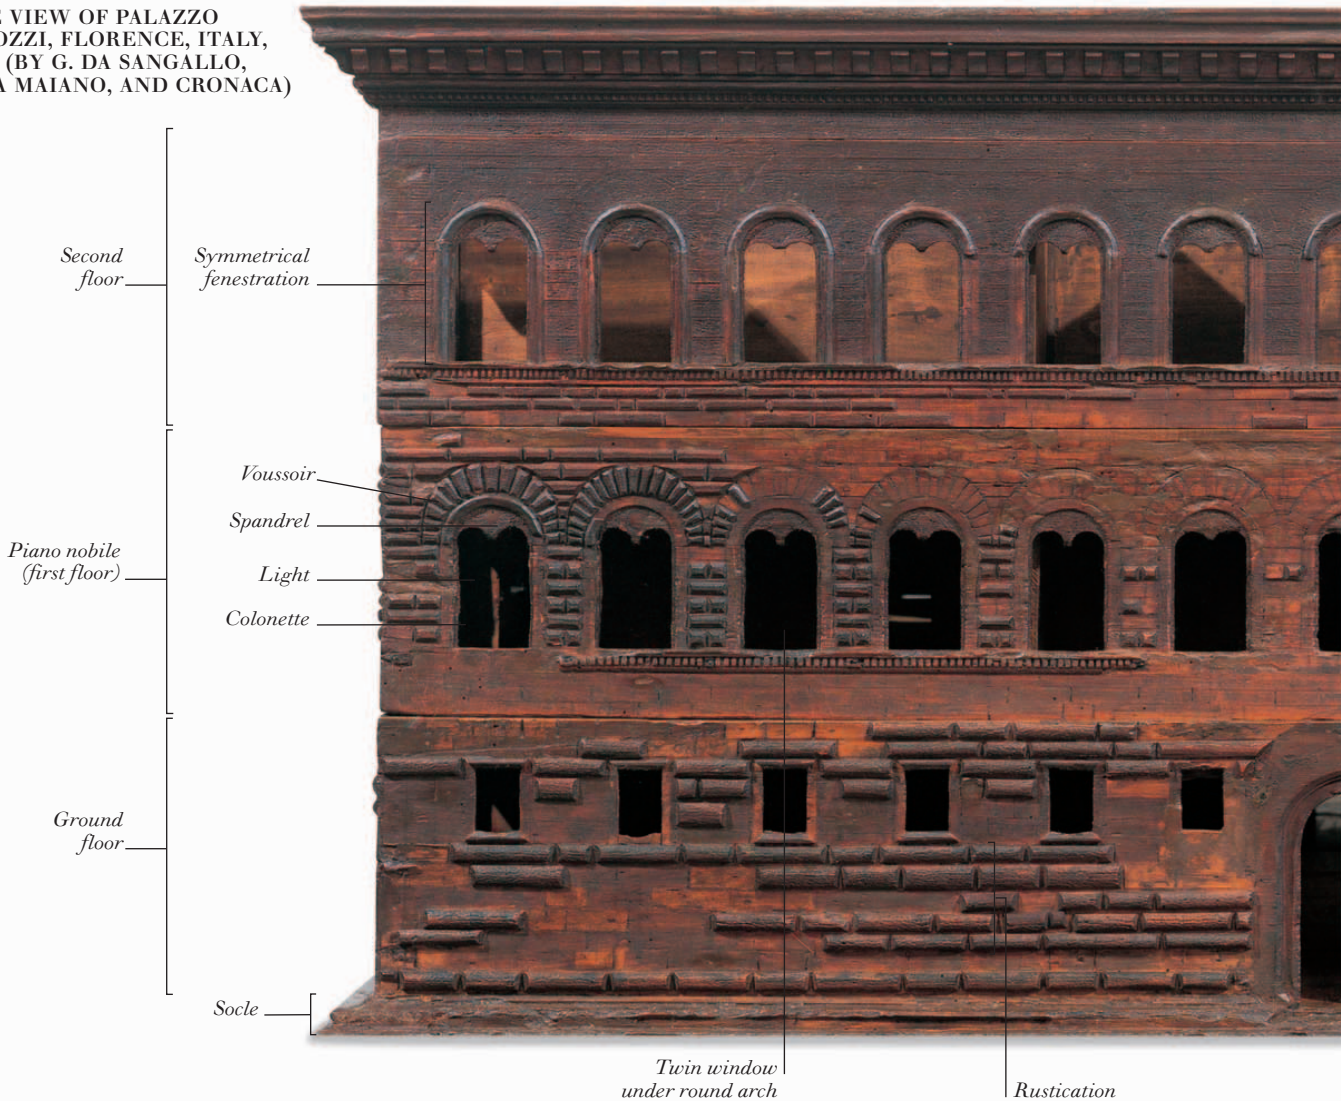 VIEW OF PALAZZO
OZZI, FLORENCE, ITALY,
(BY G. DA SANGALLO,
MAIANO, AND CRONACA)
Second
floor
Symmetrical
fenestration
Voussoir
Spandrel
Piano nobile
(first floor)
Light
Colonette
Ground
floor
Socle
Twin window
under round arch
Rustication